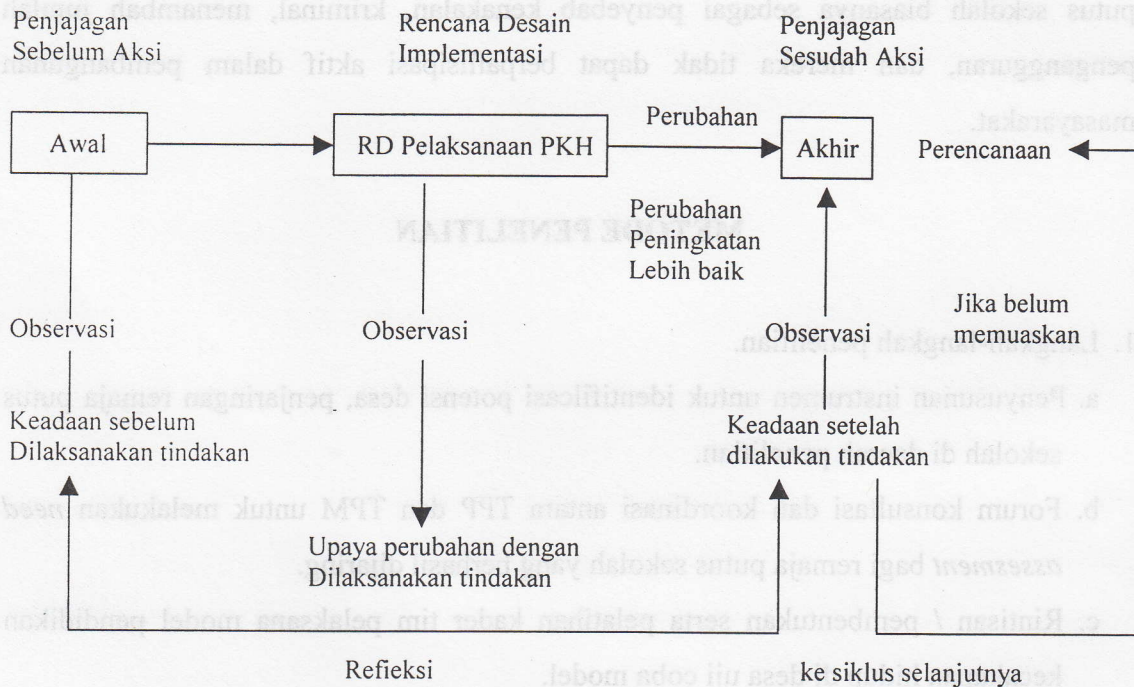 Penjajagan
Sebelum Aksi
Rencana Desain
Implementasi
Penjajagan
Sesudah Aksi
Awal
RD Pelaksanaan PKH
Perubahan
Akhir
Perencanaan
Perubahan
Peningkatan
Lebih baik
Observasi
Observasi
Observasi
Jika belum
memuaskan
Keadaan sebelum
Dilaksanakan tindakan
Keadaan setelah
dilakukan tindakan
Upaya perubahan dengan
Dilaksanakan tindakan
Refieksi
ke siklus selanjutnya